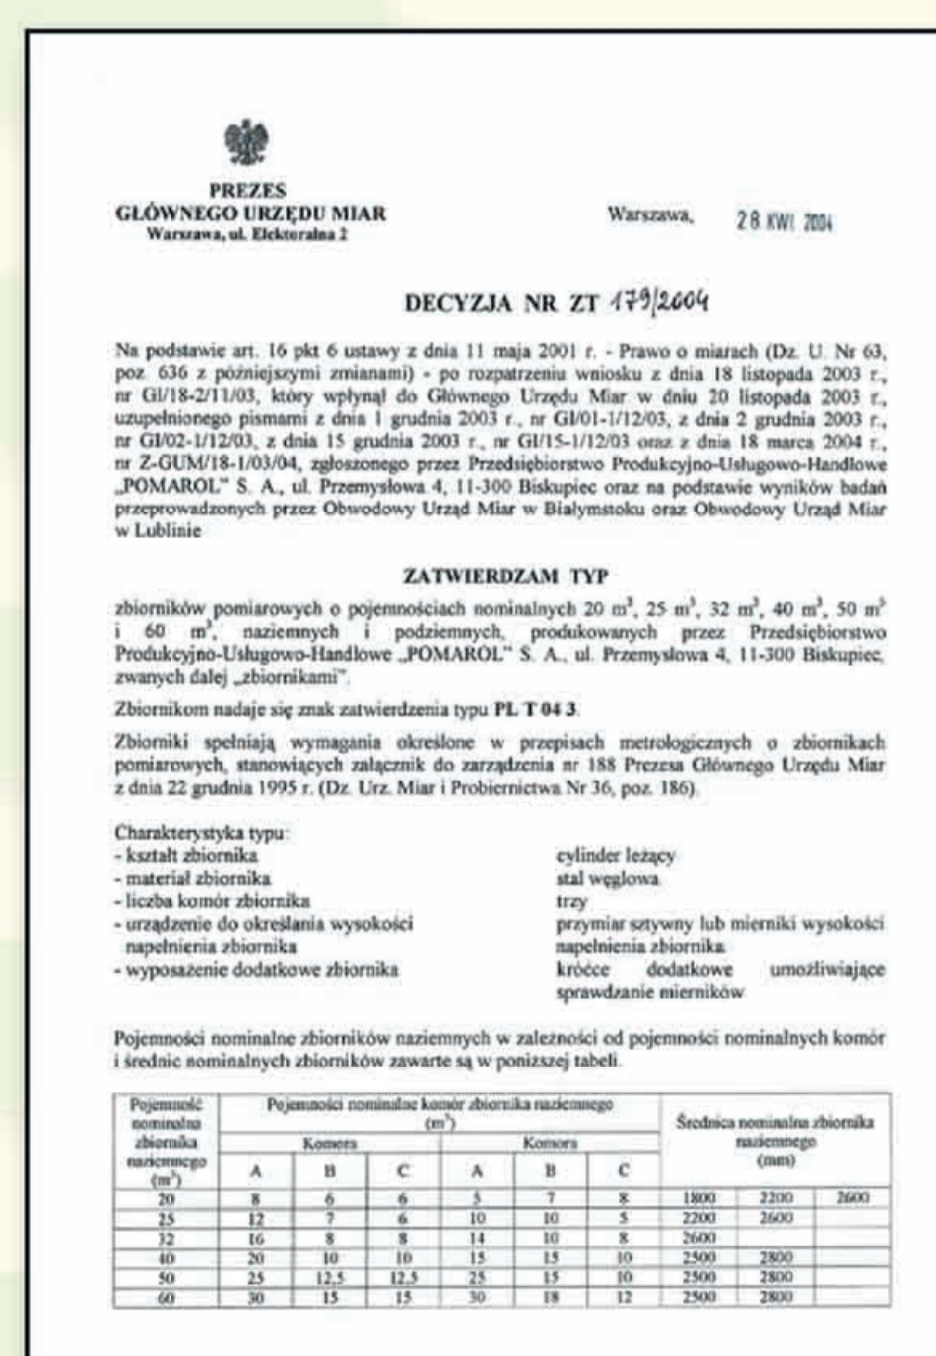 PREZES
GŁÓWNEGO URZĘDU MIAR
Warszawa, ul. Elektoralna 2
Warszawa, 28 KWI. 2004
DECYZJA NR ZT 179/2004
Na podstawie art. 16 pkt 6 ustawy z dnia 11 maja 2001 r. - Prawo o miarach (Dz. U. Nr 63,
poz. 636 z późniejszymi zmianami) - po rozpatrzeniu wniosku z dnia 18 listopada 2003 r.,
nr GI/18-2/11/03, który wpłynął do Głównego Urzędu Miar w dniu 20 listopada 2003 r.,
uzupełnionego pismami z dnia 1 grudnia 2003 r., nr GI/01-1/12/03, z dnia 2 grudnia 2003 r.,
nr GI/02-1/12/03, z dnia 15 grudnia 2003 r., nr GI/15-1/12/03 oraz z dnia 18 marca 2004 r.,
nr Z-GUM/18-1/03/04, zgłoszonego przez Przedsiębiorstwo Produkcyjno-Usługowo-Handlowe
„POMAROL" S. A., ul. Przemysłowa 4, 11-300 Biskupiec oraz na podstawie wyników badań
przeprowadzonych przez Obwodowy Urząd Miar w Białymstoku oraz Obwodowy Urząd Miar
w Lublinie
ZATWIERDZAM TYP
zbiorników pomiarowych o pojemnościach nominalnych 20 m³, 25 m³, 32 m³, 40 m³, 50 m³
i 60 m³, naziemnych i podziemnych, produkowanych przez Przedsiębiorstwo
Produkcyjno-Usługowo-Handlowe „POMAROL" S. A., ul. Przemysłowa 4, 11-300 Biskupiec,
zwanych dalej „zbiornikami".
Zbiornikom nadaje się znak zatwierdzenia typu PL T 04 3.
Zbiorniki spełniają wymagania określone w przepisach metrologicznych o zbiornikach
pomiarowych, stanowiących załącznik do zarządzenia nr 188 Prezesa Głównego Urzędu Miar
z dnia 22 grudnia 1995 r. (Dz. Urz. Miar i Probiernictwa Nr 36, poz. 186).
Charakterystyka typu:
- kształt zbiornika cylinder leżący
- materiał zbiornika stal węglowa
- liczba komór zbiornika trzy
- urządzenie do określania wysokości przymiar sztywny lub mierniki wysokości
napełnienia zbiornika napełnienia zbiornika
- wyposażenie dodatkowe zbiornika króćce dodatkowe umożliwiające
sprawdzanie mierników
Pojemności nominalne zbiorników naziemnych w zależności od pojemności nominalnych komór
i średnic nominalnych zbiorników zawarte są w poniższej tabeli.
Pojemność nominalna zbiornika naziemnego (m³)
Pojemności nominalne komór zbiornika naziemnego (m³)
Średnica nominalna zbiornika naziemnego (mm)
Komora Komora
A B C A B C
20 8 6 6 5 7 8 1800 2200 2600
25 12 7 6 10 10 5 2200 2600
32 16 8 8 14 10 8 2600
40 20 10 10 15 15 10 2500 2800
50 25 12,5 12,5 25 15 10 2500 2800
60 30 15 15 30 18 12 2500 2800